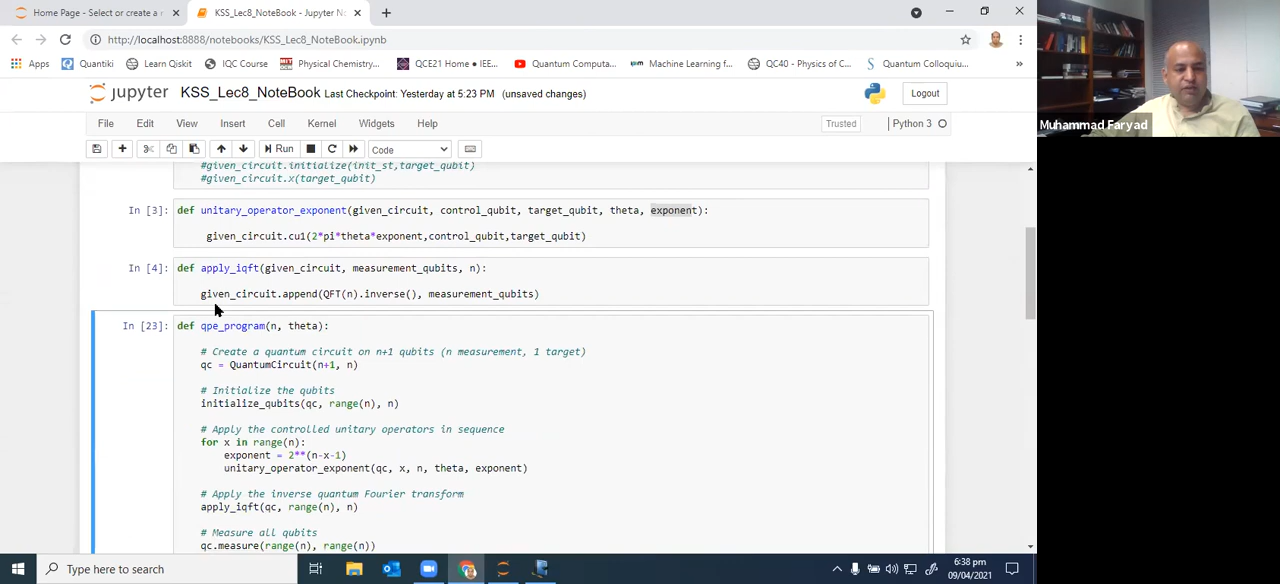 Home Page - Select or create a n
KSS_Lec8_NoteBook - Jupyter No
http://localhost:8888/notebooks/KSS_Lec8_NoteBook.ipynb
Apps Quantiki Learn Qiskit IQC Course Physical Chemistry... QCE21 Home • IEE... Quantum Computa... Machine Learning f... QC40 - Physics of C... Quantum Colloquiu...
jupyter KSS_Lec8_NoteBook Last Checkpoint: Yesterday at 5:23 PM (unsaved changes) Logout
File Edit View Insert Cell Kernel Widgets Help Trusted Python 3
Run Code
#given_circuit.initialize(init_st,target_qubit)
#given_circuit.x(target_qubit)
In [3]: def unitary_operator_exponent(given_circuit, control_qubit, target_qubit, theta, exponent):
given_circuit.cu1(2*pi*theta*exponent,control_qubit,target_qubit)
In [4]: def apply_iqft(given_circuit, measurement_qubits, n):
given_circuit.append(QFT(n).inverse(), measurement_qubits)
In [23]: def qpe_program(n, theta):
# Create a quantum circuit on n+1 qubits (n measurement, 1 target)
qc = QuantumCircuit(n+1, n)
# Initialize the qubits
initialize_qubits(qc, range(n), n)
# Apply the controlled unitary operators in sequence
for x in range(n):
exponent = 2**(n-x-1)
unitary_operator_exponent(qc, x, n, theta, exponent)
# Apply the inverse quantum Fourier transform
apply_iqft(qc, range(n), n)
# Measure all qubits
qc.measure(range(n), range(n))
Muhammad Faryad
Type here to search
6:38 pm
09/04/2021